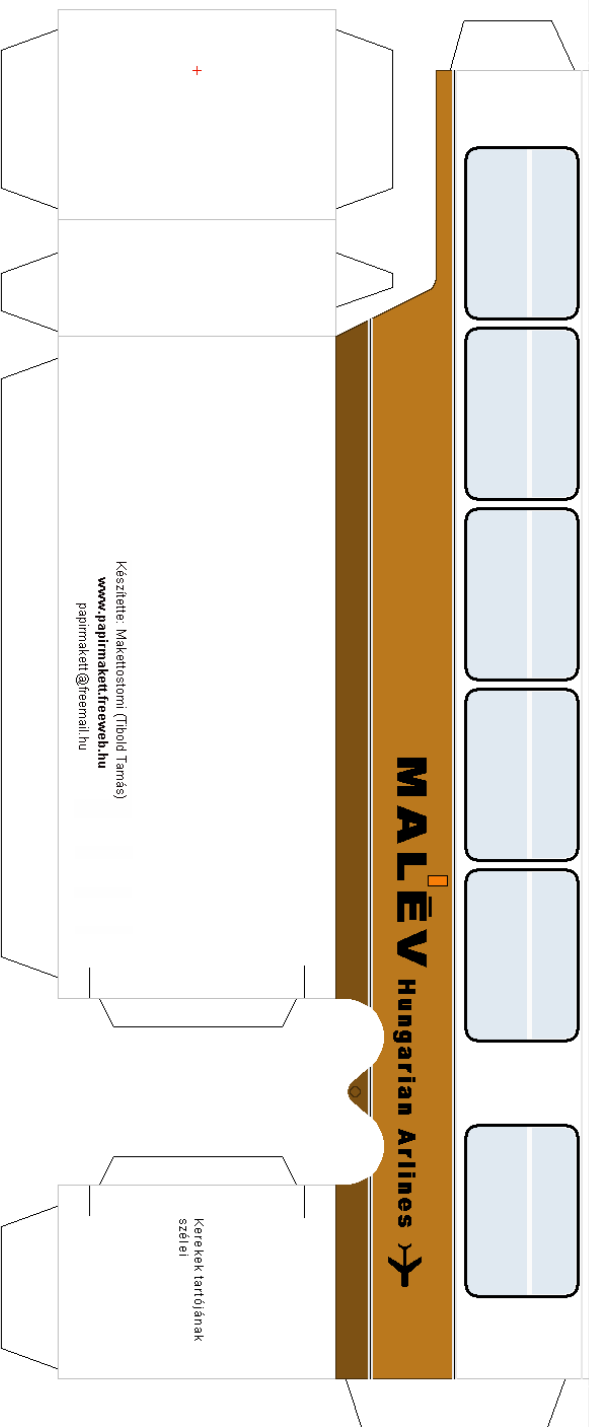 Készítette: Makettostomi (Tibold Tamás)
www.papirmakett.freeweb.hu
papirmakett@freemail.hu
MALÉV Hungarian Arlines
Kerekek tartójának
szélei